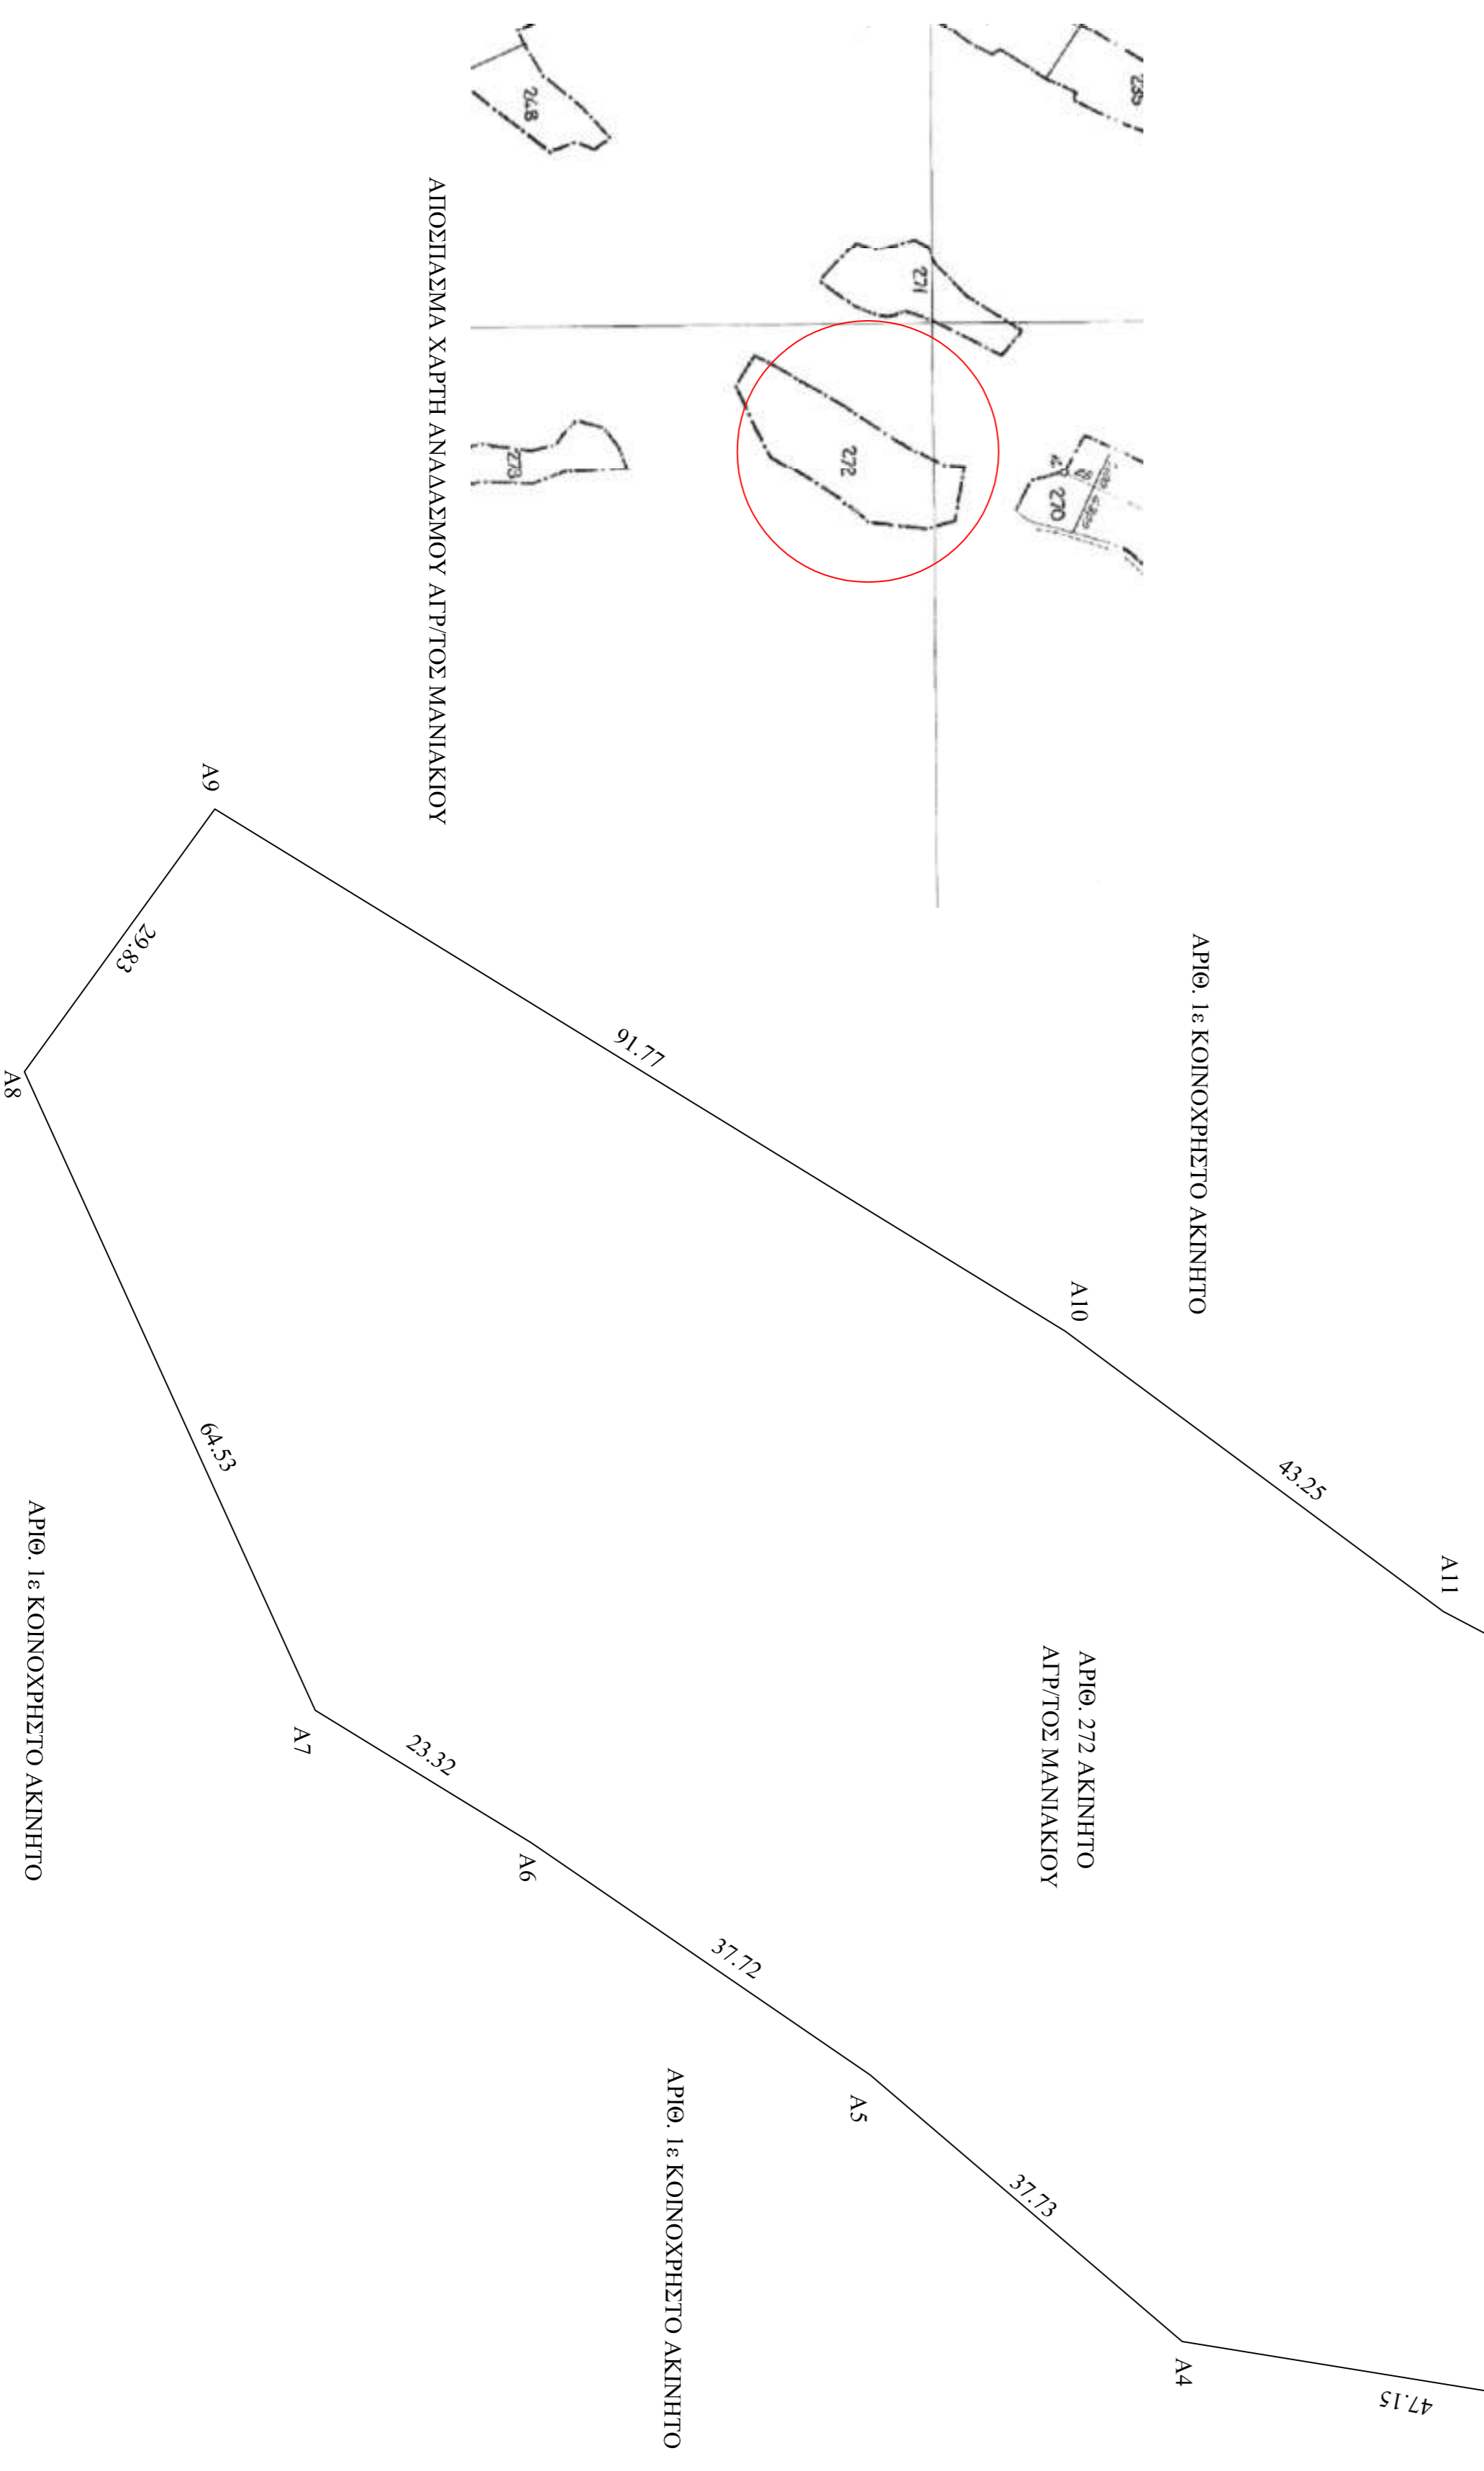 235
248
271
272
270
273
ΑΠΟΣΠΑΣΜΑ ΧΑΡΤΗ ΑΝΑΔΑΣΜΟΥ ΑΓΡ/ΤΟΣ ΜΑΝΙΑΚΙΟΥ
ΑΡΙΘ. 1ε ΚΟΙΝΟΧΡΗΣΤΟ ΑΚΙΝΗΤΟ
Α11
43.25
Α10
91.77
Α9
29.83
Α8
64.53
Α7
23.32
Α6
37.72
Α5
37.73
Α4
47.15
ΑΡΙΘ. 272 ΑΚΙΝΗΤΟ
ΑΓΡ/ΤΟΣ ΜΑΝΙΑΚΙΟΥ
ΑΡΙΘ. 1ε ΚΟΙΝΟΧΡΗΣΤΟ ΑΚΙΝΗΤΟ
ΑΡΙΘ. 1ε ΚΟΙΝΟΧΡΗΣΤΟ ΑΚΙΝΗΤΟ